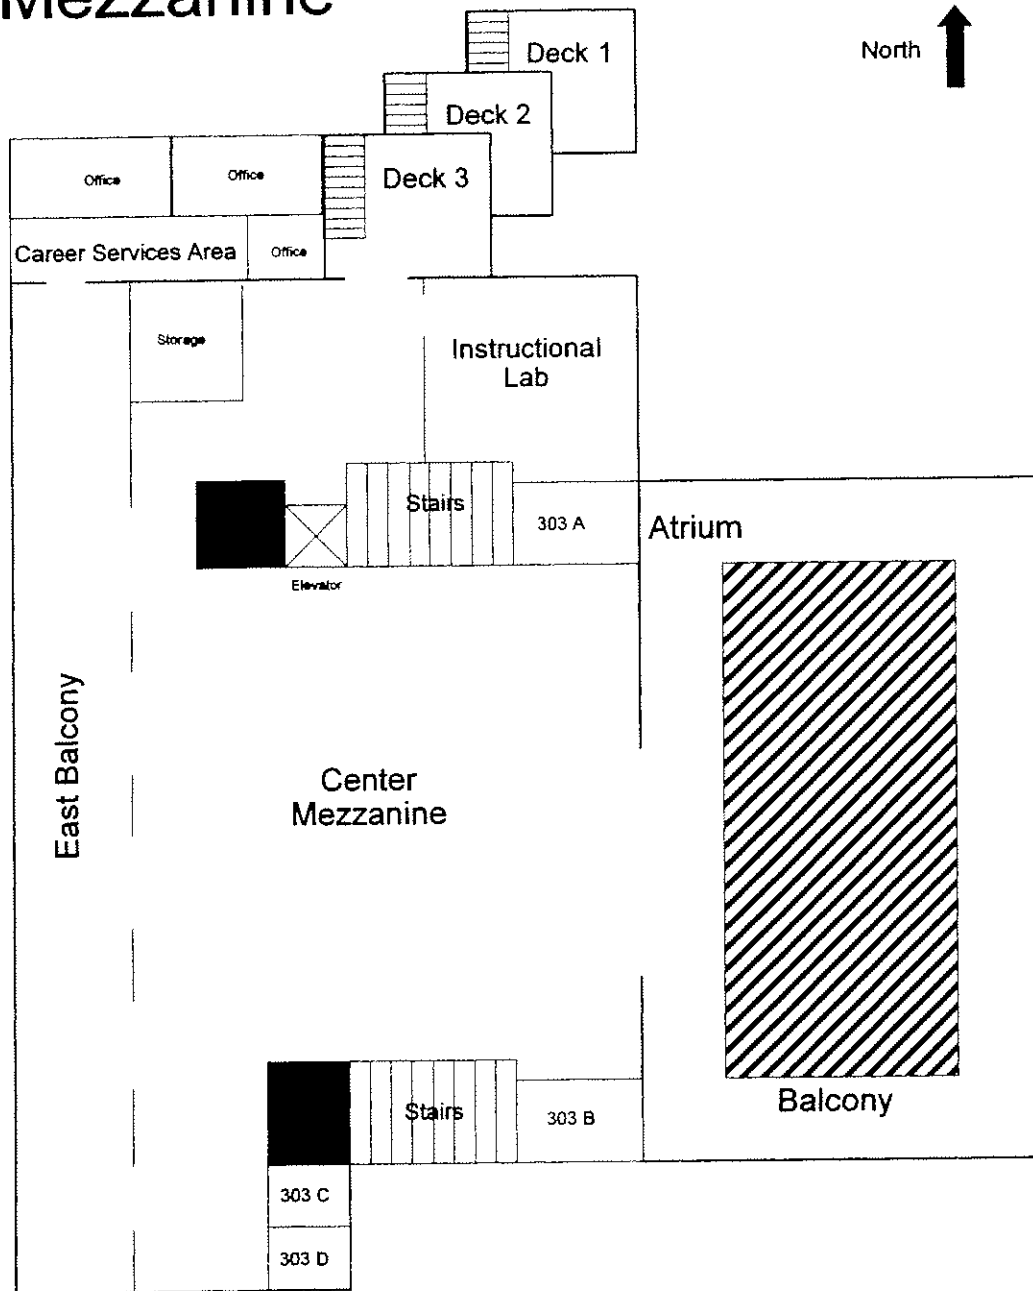 Mezzanine
Deck 1
North
Deck 2
Deck 3
Office
Office
Career Services Area
Office
Storage
Instructional
Lab
Stairs
303 A
Atrium
Elevator
East Balcony
Center
Mezzanine
Balcony
Stairs
303 B
303 C
303 D